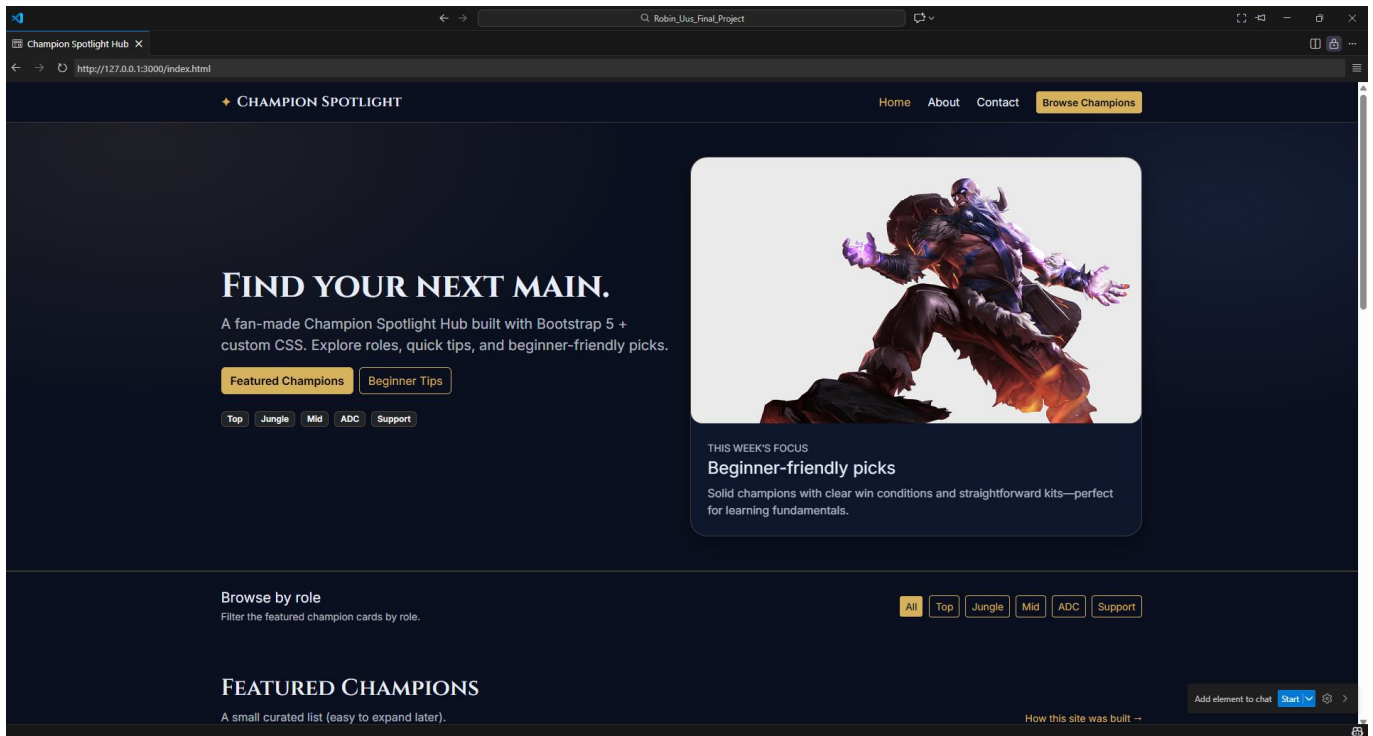 Robin_Uus_Final_Project
Champion Spotlight Hub
http://127.0.0.1:3000/index.html
✦ CHAMPION SPOTLIGHT
Home About Contact Browse Champions
FIND YOUR NEXT MAIN.
A fan-made Champion Spotlight Hub built with Bootstrap 5 +
custom CSS. Explore roles, quick tips, and beginner-friendly picks.
Featured Champions Beginner Tips
Top Jungle Mid ADC Support
THIS WEEK'S FOCUS
Beginner-friendly picks
Solid champions with clear win conditions and straightforward kits—perfect
for learning fundamentals.
Browse by role
Filter the featured champion cards by role.
All Top Jungle Mid ADC Support
FEATURED CHAMPIONS
A small curated list (easy to expand later).
How this site was built →
Add element to chat Start